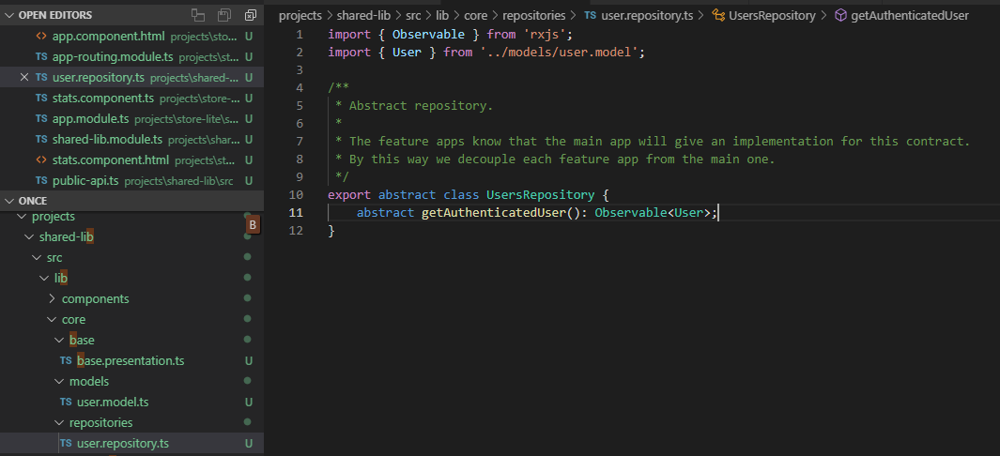 OPEN EDITORS
<> app.component.html projects\sto... U
TS app-routing.module.ts projects\st... U
TS user.repository.ts projects\shared-... U
TS stats.component.ts projects\store-... U
TS app.module.ts projects\store-lite\s... U
TS shared-lib.module.ts projects\shar... U
<> stats.component.html projects\st... U
TS public-api.ts projects\shared-lib\src U
ONCE
projects
B
shared-lib
src
lib
components
core
base
TS base.presentation.ts U
models
TS user.model.ts U
repositories
TS user.repository.ts U
projects > shared-lib > src > lib > core > repositories > TS user.repository.ts > UsersRepository > getAuthenticatedUser
1 import { Observable } from 'rxjs';
2 import { User } from '../models/user.model';
3
4 /**
5 * Abstract repository.
6 *
7 * The feature apps know that the main app will give an implementation for this contract.
8 * By this way we decouple each feature app from the main one.
9 */
10 export abstract class UsersRepository {
11 abstract getAuthenticatedUser(): Observable<User>;
12 }